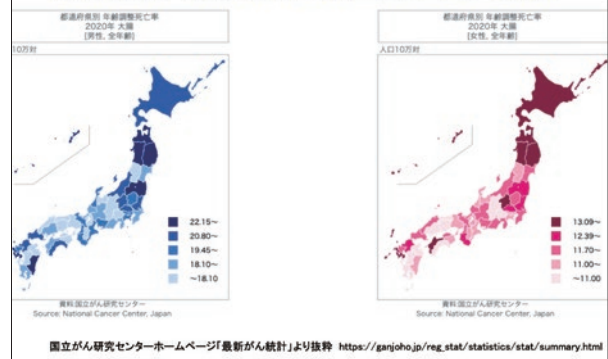 都道府県別 年齢調整死亡率
2020年 大腸
[男性, 全年齢]
10万対
22.15～
20.80～
19.45～
18.10～
～18.10
資料:国立がん研究センター
Source: National Cancer Center, Japan
都道府県別 年齢調整死亡率
2020年 大腸
[女性, 全年齢]
人口10万対
13.09～
12.39～
11.70～
11.00～
～11.00
資料:国立がん研究センター
Source: National Cancer Center, Japan
国立がん研究センターホームページ「最新がん統計」より抜粋 https://ganjoho.jp/reg_stat/statistics/stat/summary.html